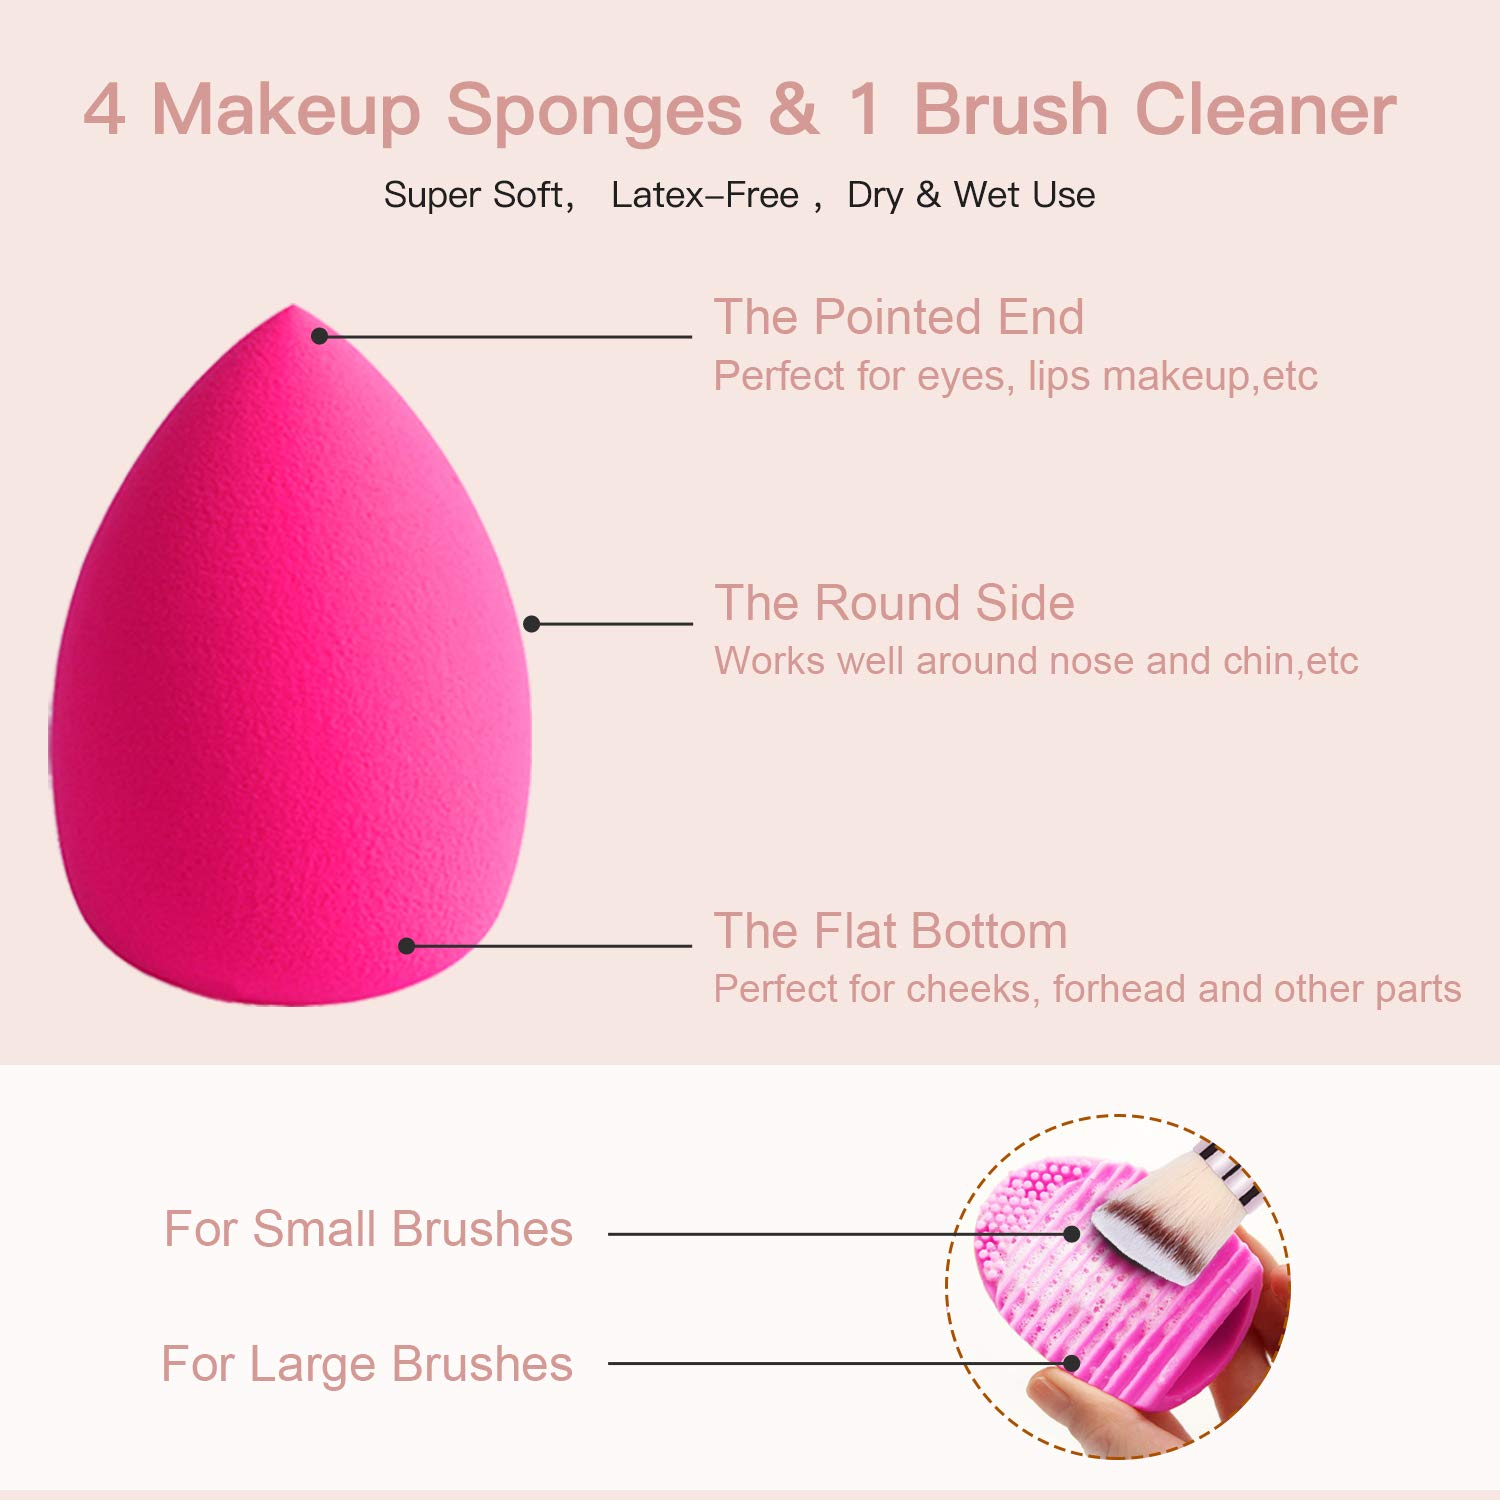 4 Makeup Sponges & 1 Brush Cleaner
Super Soft, Latex-Free , Dry & Wet Use
The Pointed End
Perfect for eyes, lips makeup,etc
The Round Side
Works well around nose and chin,etc
The Flat Bottom
Perfect for cheeks, forhead and other parts
For Small Brushes
For Large Brushes